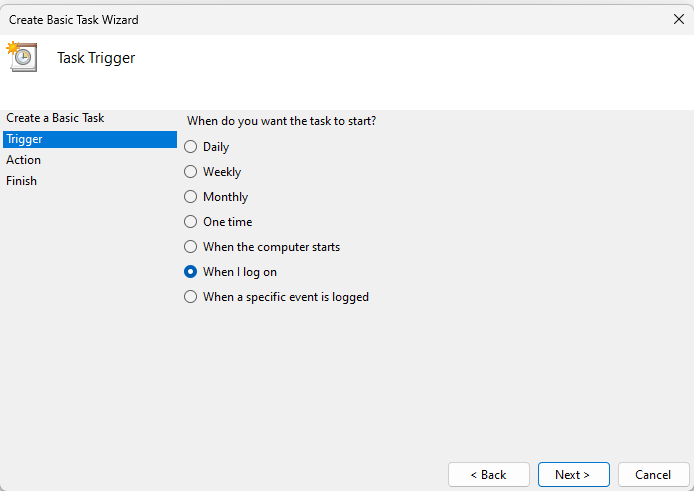 Create Basic Task Wizard
Task Trigger
Create a Basic Task
Trigger
Action
Finish
When do you want the task to start?
Daily
Weekly
Monthly
One time
When the computer starts
When I log on
When a specific event is logged
< Back
Next >
Cancel